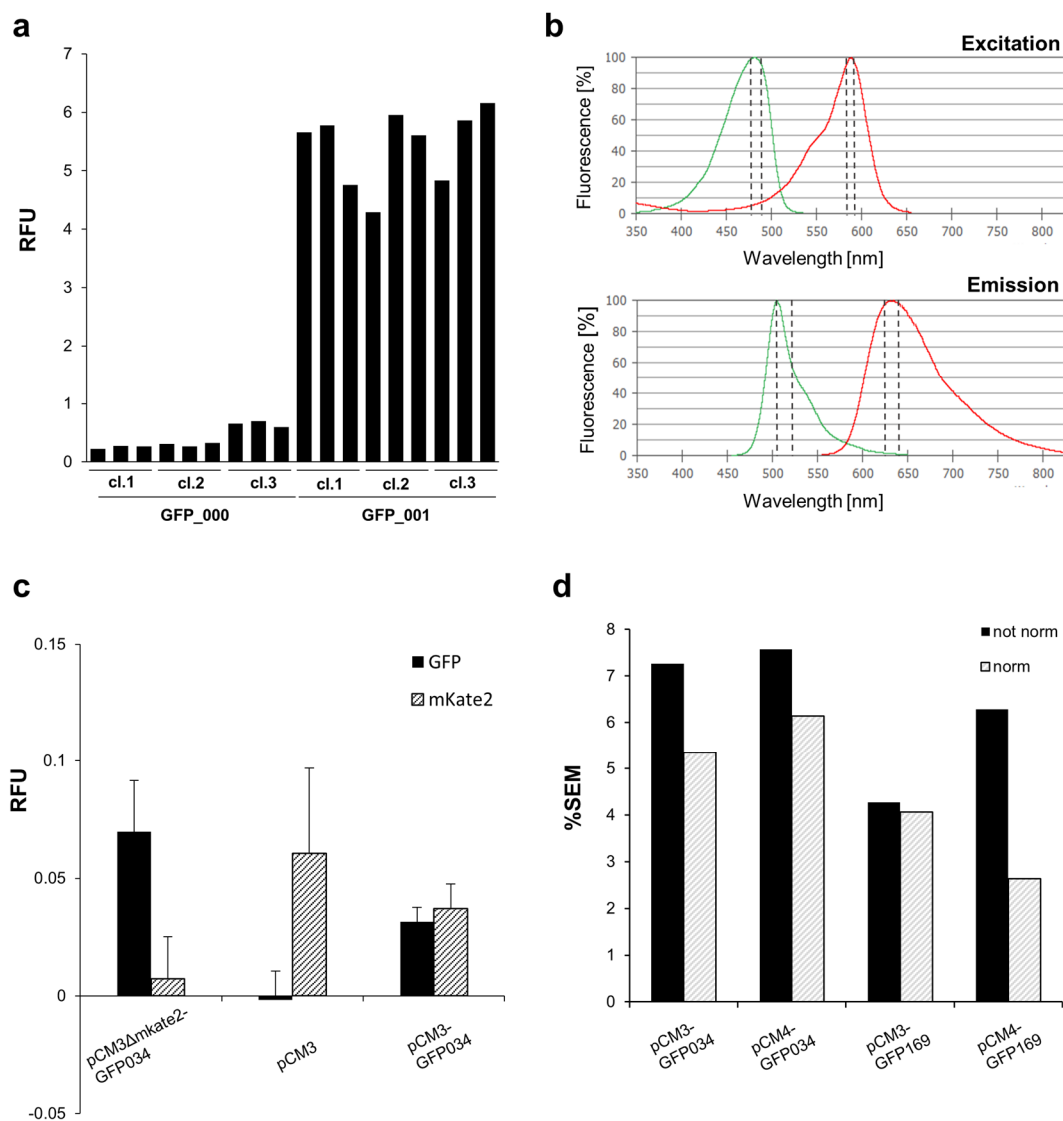 a
RFU
7
6
5
4
3
2
1
0
cl.1 cl.2 cl.3 cl.1 cl.2 cl.3
GFP_000 GFP_001
b
Excitation
Fluorescence [%]
100
80
60
40
20
0
350 400 450 500 550 600 650 700 750 800
Wavelength [nm]
Emission
Fluorescence [%]
100
80
60
40
20
0
350 400 450 500 550 600 650 700 750 800
Wavelength [nm]
c
RFU
0.15
0.1
0.05
0
-0.05
GFP
mKate2
pCM3Δmkate2-
GFP034
pCM3
pCM3-
GFP034
d
%SEM
8
7
6
5
4
3
2
1
0
not norm
norm
pCM3-
GFP034
pCM4-
GFP034
pCM3-
GFP169
pCM4-
GFP169